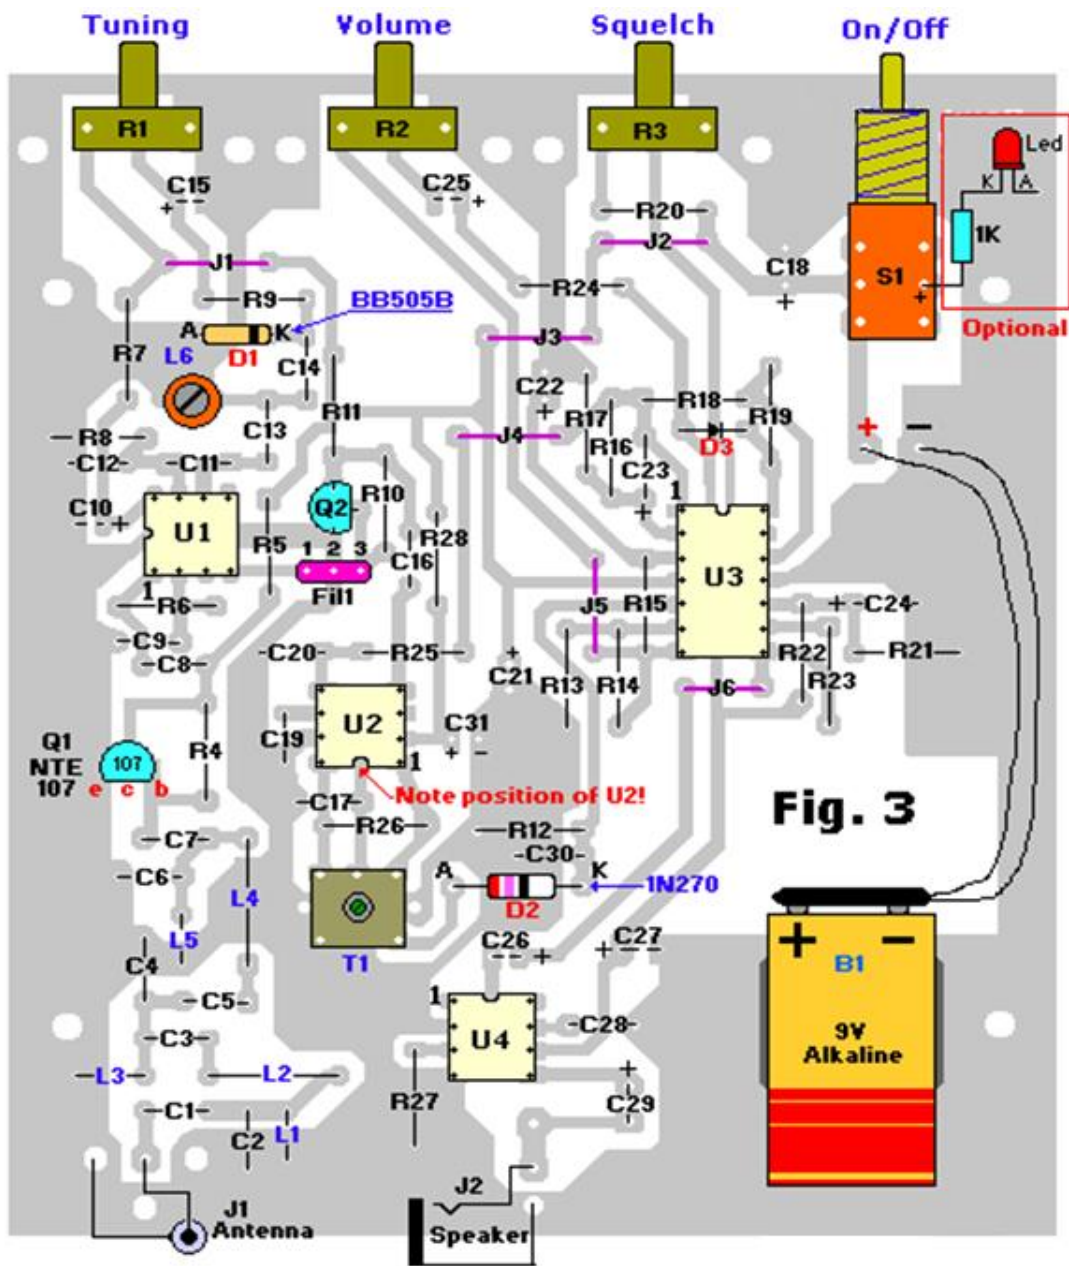 Tuning Volume Squelch On/Off
R1 R2 R3
Led
K A
C15 C25
R20
1K
J1 J2
C18
S1
+
R9 R24
BB505B
A K
Optional
R7 L6 D1
J3
C14
C22
R18
R11 R17 R19
C13
R8 J4 R16 D3
+ −
C12 C11 C23
R10
C10 U1 Q2 1
R28
R5 1 2 3 C16
U3
1 Fil1
R6 J5 R15 C24
C9
C20 R25 R22 R21
C8 C21 R13 R14 J6 R23
Q1 R4 C19 U2 C31
NTE 107
107 e c b 1
Note position of U2!
C17
R26 R12
Fig. 3
C7 C30
C6 A K 1N270
L4 D2
L5 T1 C26 C27
+ −
B1
C4
C5 1
C3 U4 C28
9V
Alkaline
L3 L2
R27
C1 C29
C2 L1
J1
Antenna
J2
Speaker